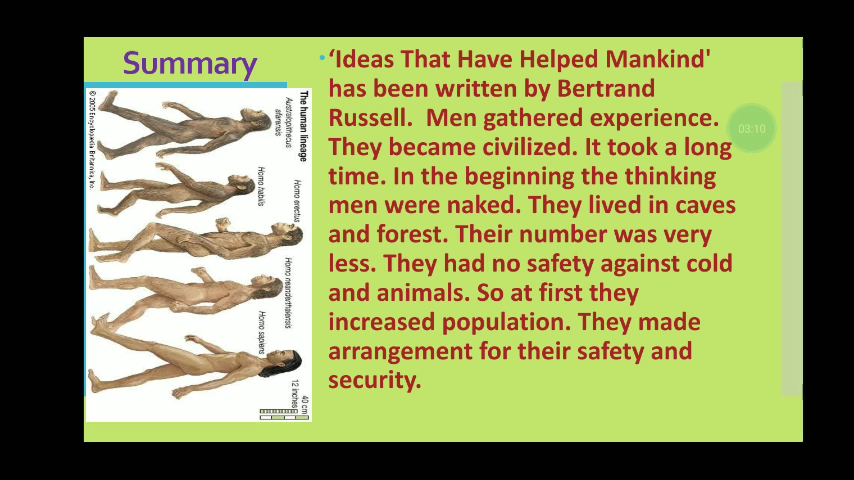 Summary
‘Ideas That Have Helped Mankind'
has been written by Bertrand
Russell. Men gathered experience.
They became civilized. It took a long
time. In the beginning the thinking
men were naked. They lived in caves
and forest. Their number was very
less. They had no safety against cold
and animals. So at first they
increased population. They made
arrangement for their safety and
security.
03:10
The human lineage
Australopithecus
afarensis
Homo habilis
Homo erectus
Homo neanderthalensis
Homo sapiens
40 cm
12 inches
© 2005 Encyclopædia Britannica, Inc.